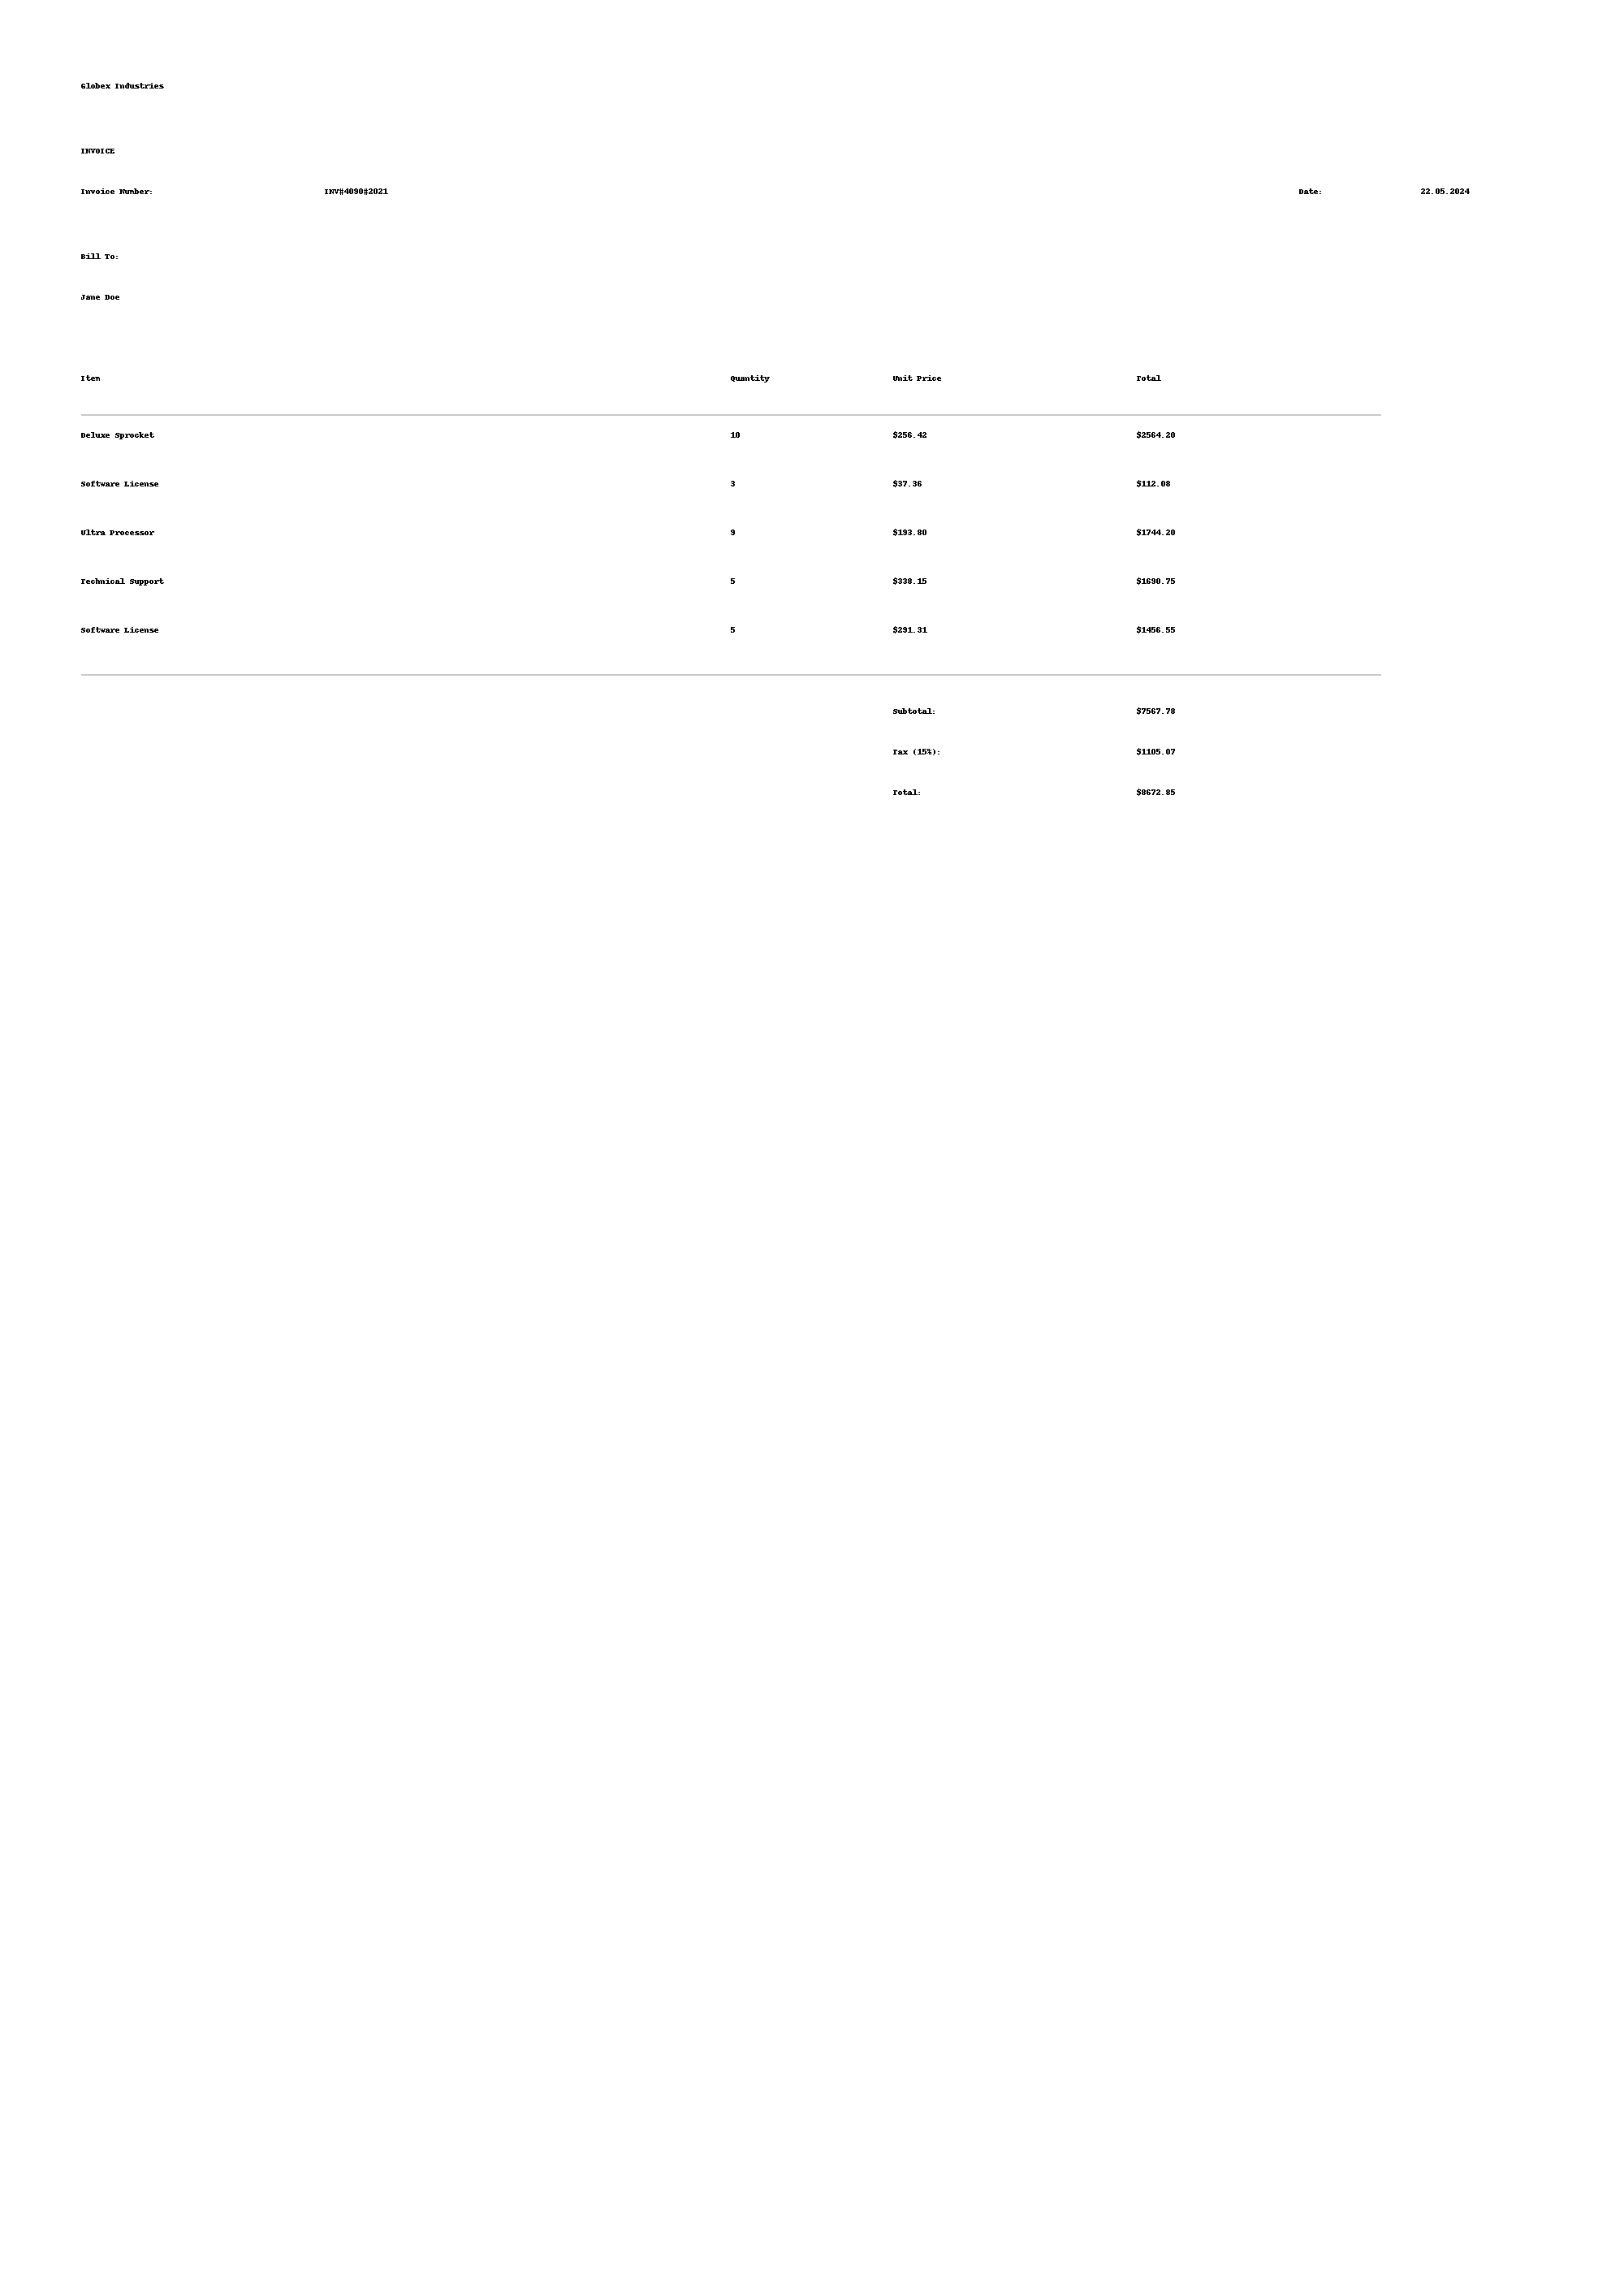 Globex Industries
INVOICE
Invoice Number: INV#4090#2021 Date: 22.05.2024
Bill To:
Jane Doe
Item Quantity Unit Price Total
Deluxe Sprocket 10 $256.42 $2564.20
Software License 3 $37.36 $112.08
Ultra Processor 9 $193.80 $1744.20
Technical Support 5 $338.15 $1690.75
Software License 5 $291.31 $1456.55
Subtotal: $7567.78
Tax (15%): $1105.07
Total: $8672.85